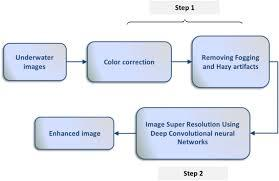 Step 1
Underwater
images
Color correction
Removing Fogging
and Hazy artifacts
Image Super Resolution Using
Deep Convolutional neural
Networks
Enhanced image
Step 2